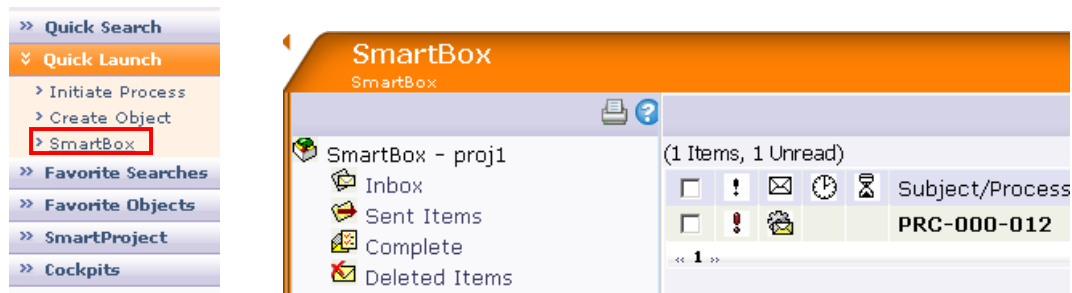 Quick Search
Quick Launch
Initiate Process
Create Object
SmartBox
Favorite Searches
Favorite Objects
SmartProject
Cockpits
SmartBox
SmartBox
SmartBox - proj1
Inbox
Sent Items
Complete
Deleted Items
(1 Items, 1 Unread)
Subject/Process
PRC-000-012
« 1 »